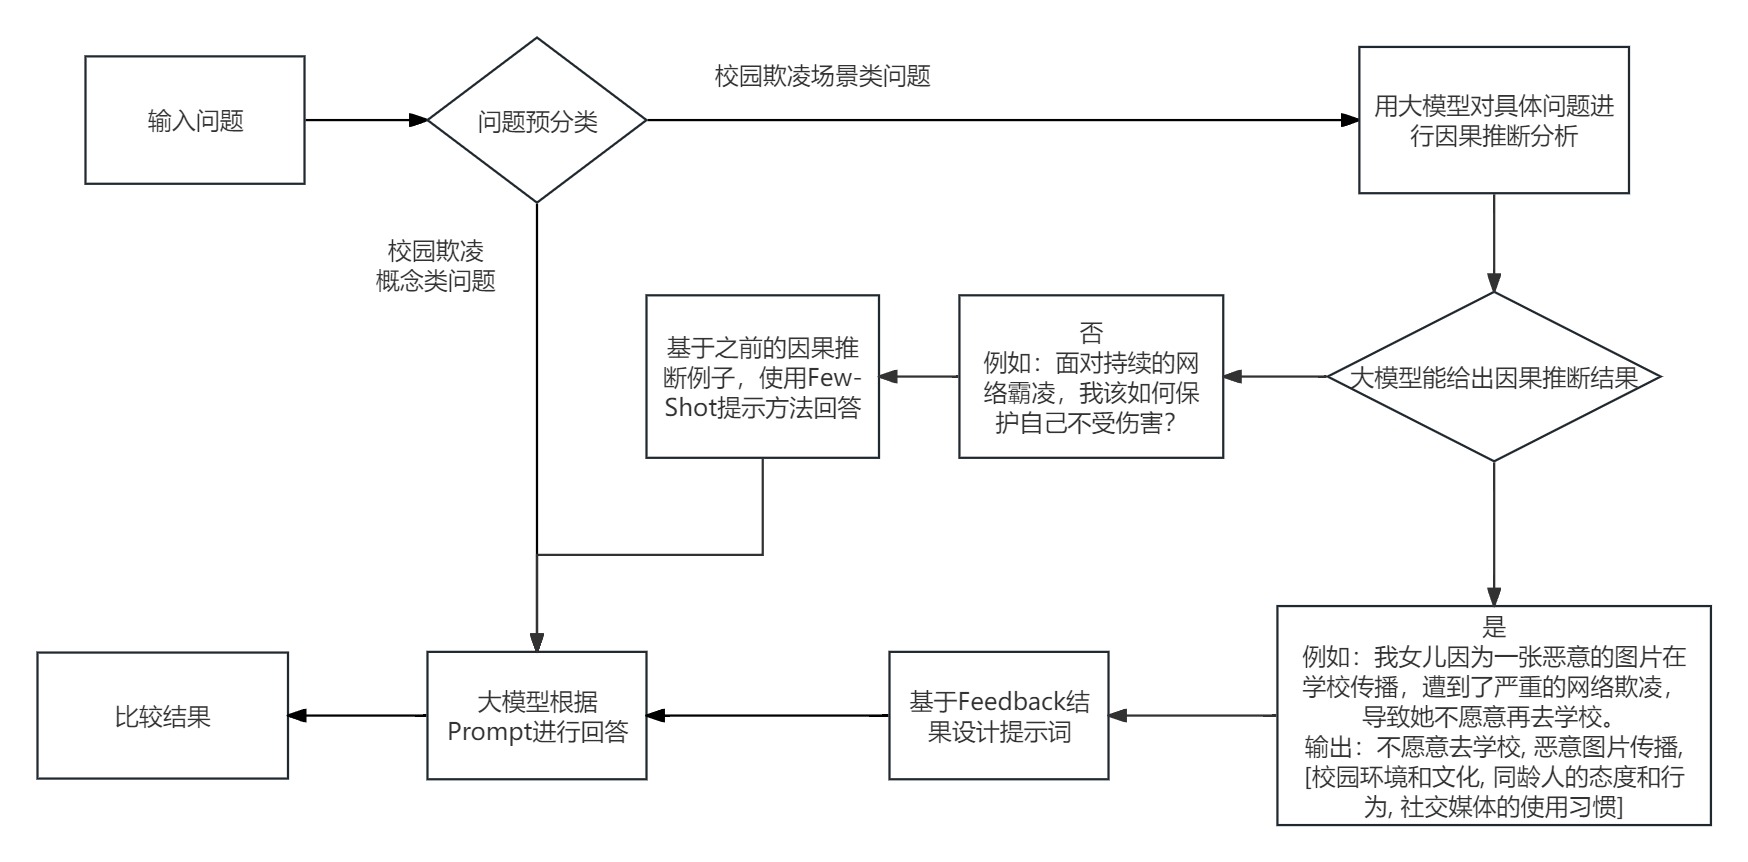 输入问题
问题预分类
校园欺凌场景类问题
用大模型对具体问题进
行因果推断分析
校园欺凌
概念类问题
基于之前的因果推
断例子，使用Few-
Shot提示方法回答
否
例如：面对持续的网
络霸凌，我该如何保
护自己不受伤害？
大模型能给出因果推断结果
比较结果
大模型根据
Prompt进行回答
基于Feedback结
果设计提示词
是
例如：我女儿因为一张恶意的图片在
学校传播，遭到了严重的网络欺凌，
导致她不愿意再去学校。
输出：不愿意去学校, 恶意图片传播,
[校园环境和文化, 同龄人的态度和行
为, 社交媒体的使用习惯]